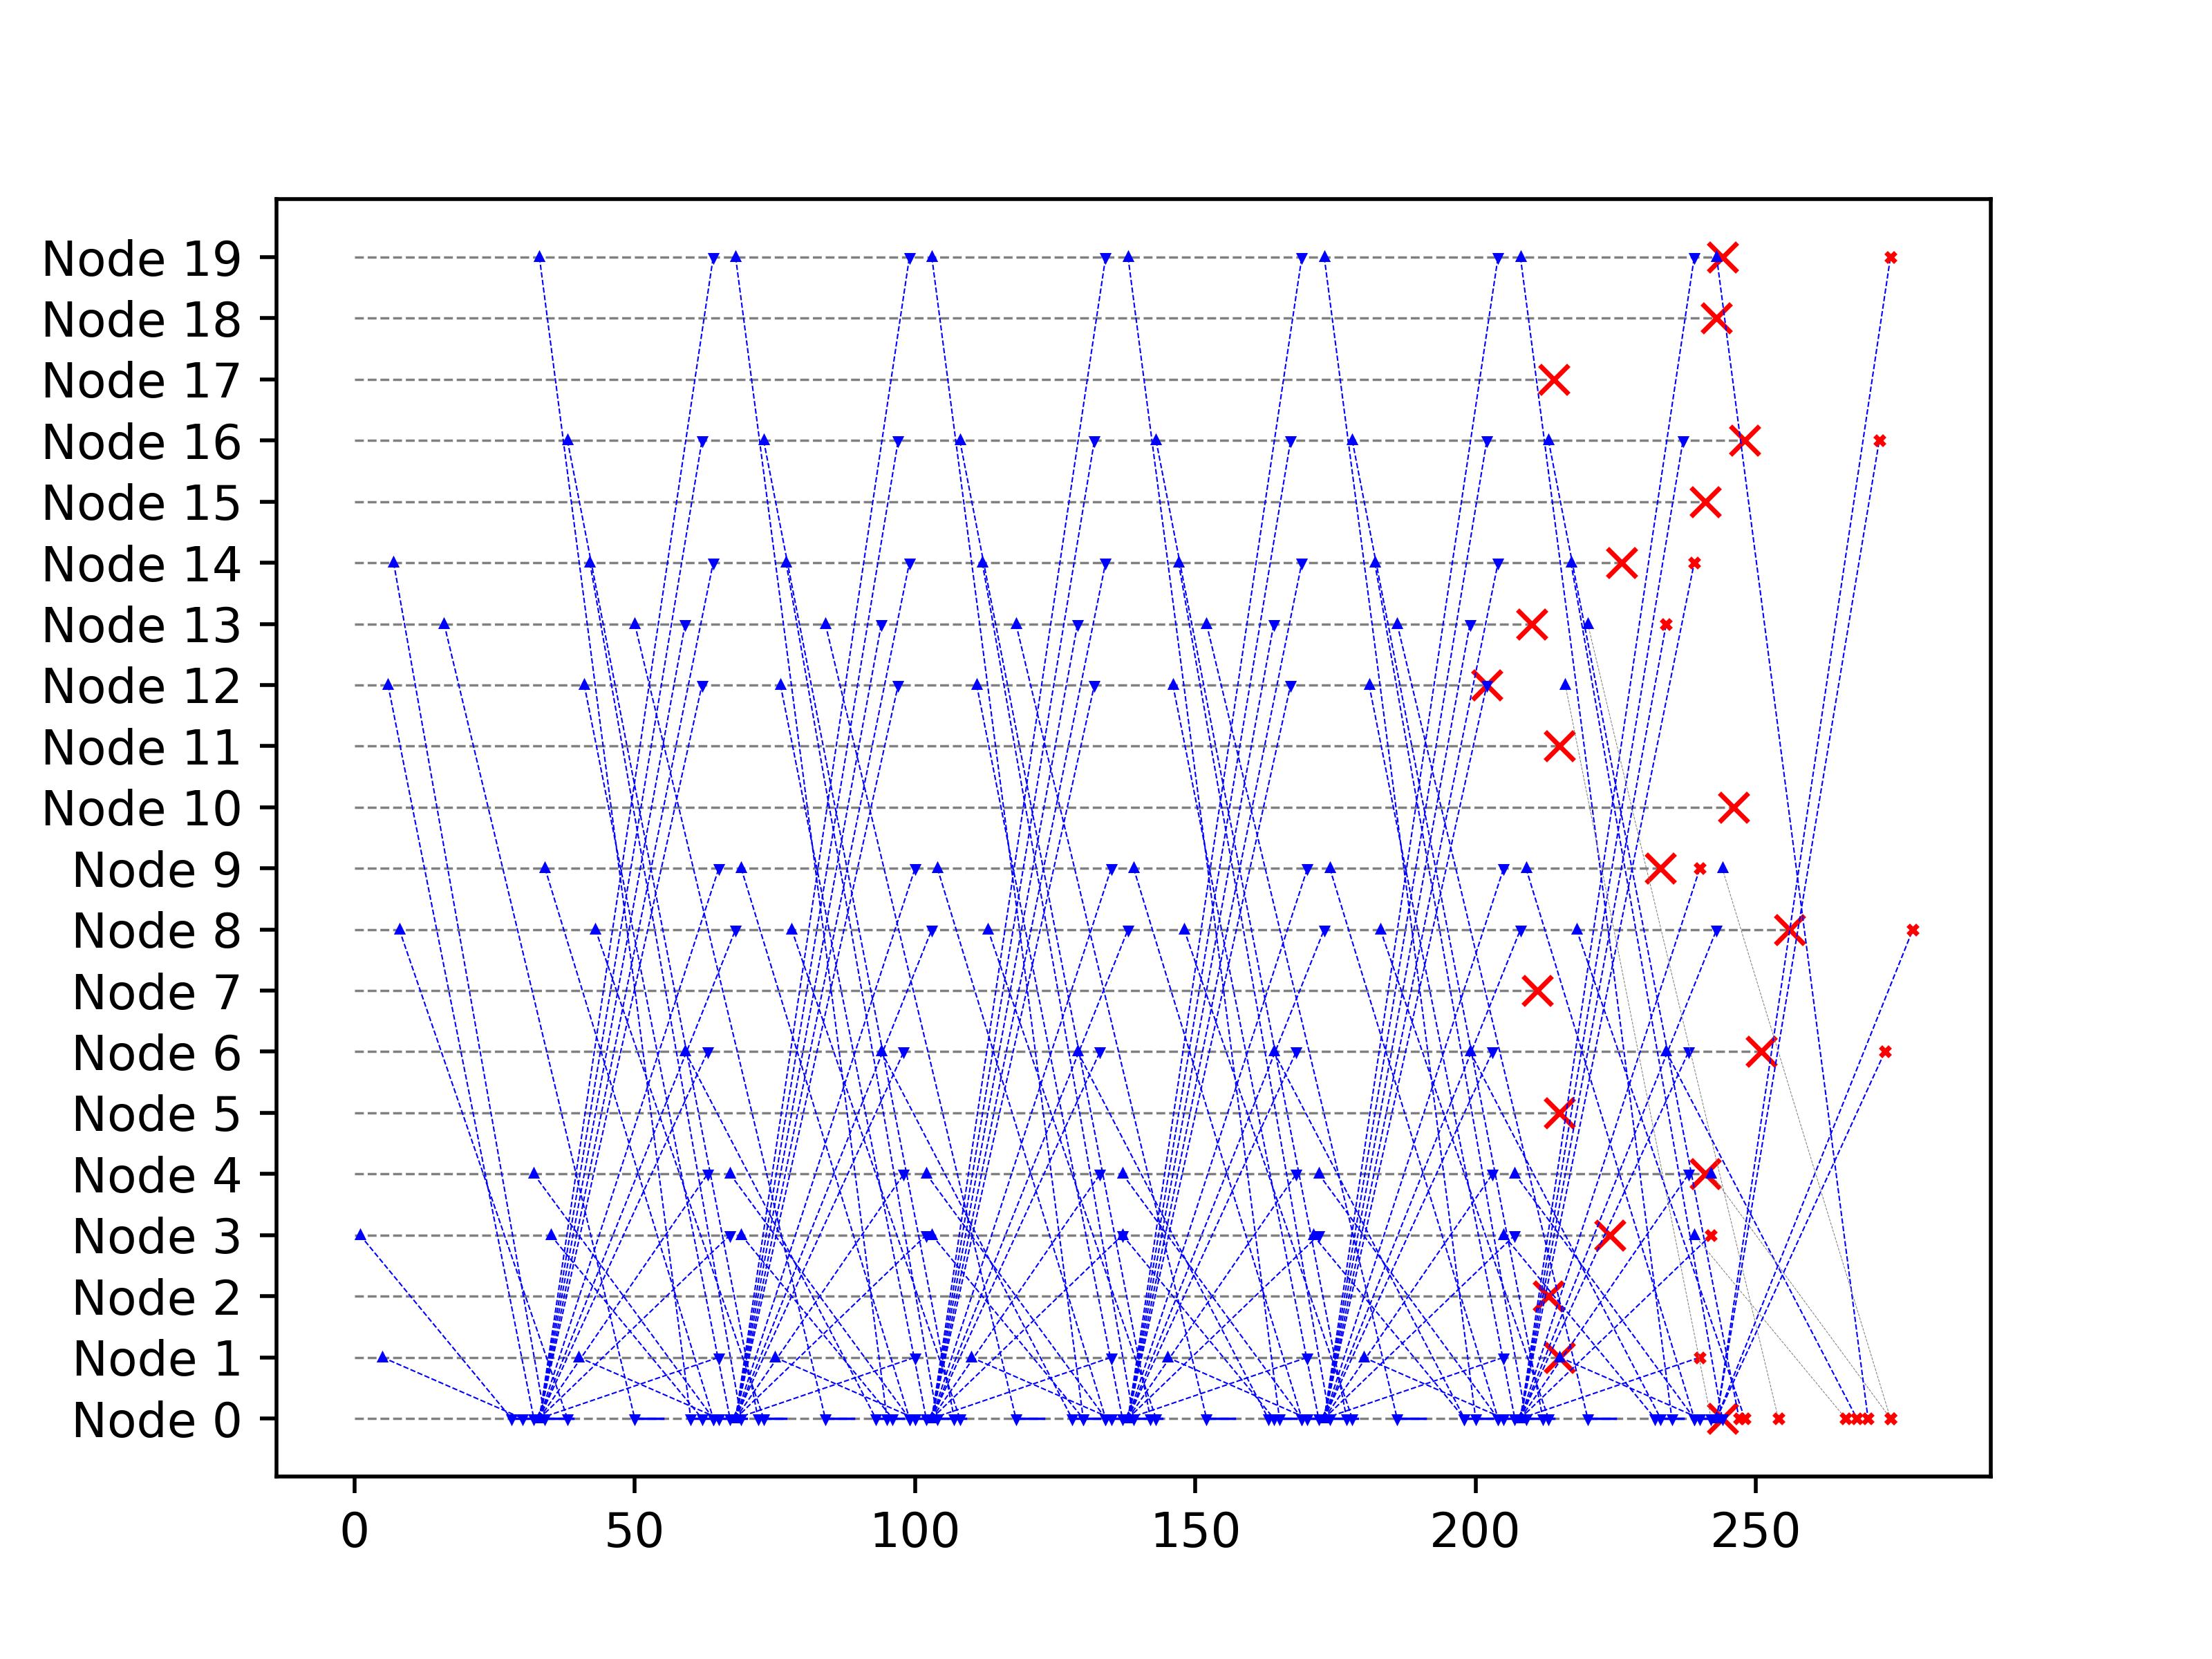 Node 19
Node 18
Node 17
Node 16
Node 15
Node 14
Node 13
Node 12
Node 11
Node 10
Node 9
Node 8
Node 7
Node 6
Node 5
Node 4
Node 3
Node 2
Node 1
Node 0
0 50 100 150 200 250